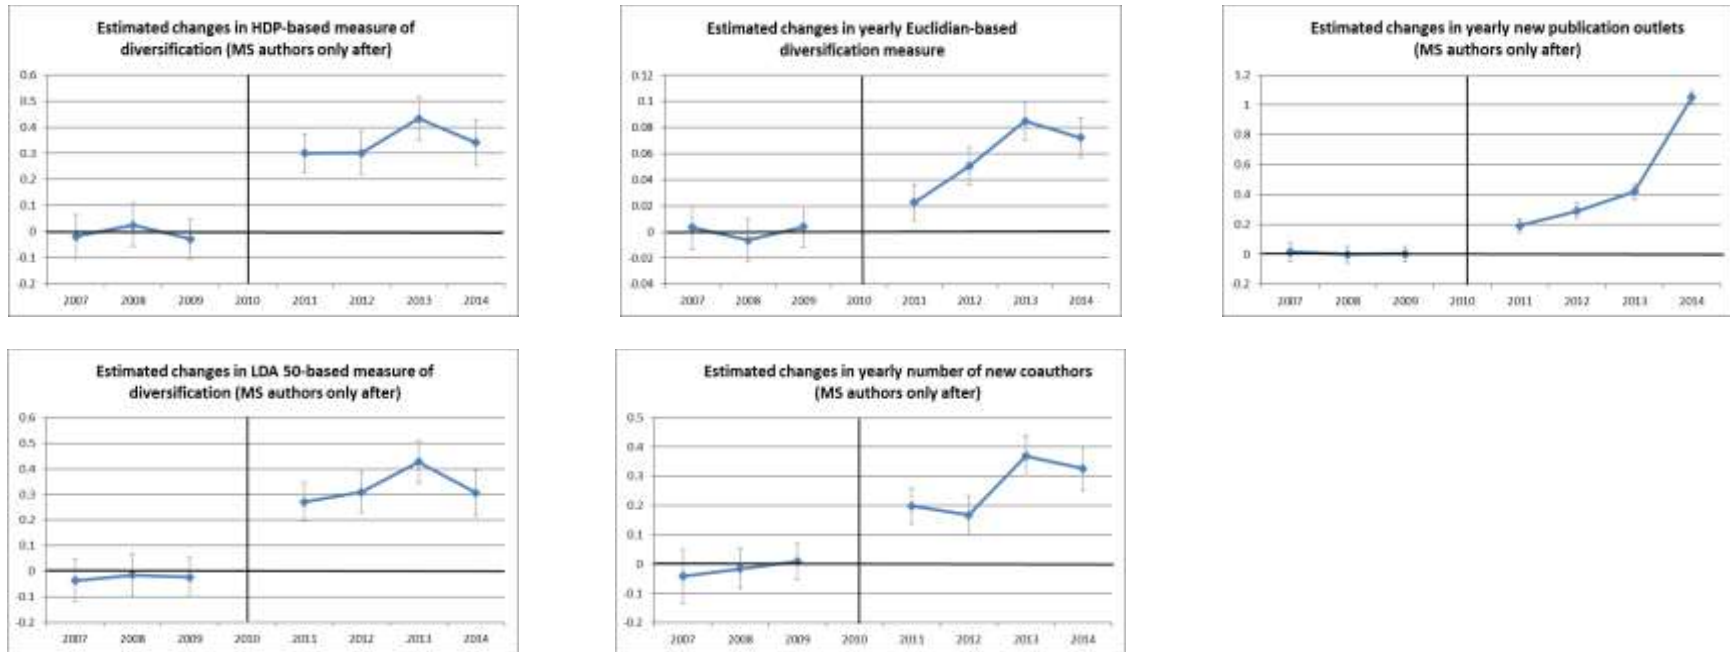 Estimated changes in HDP-based measure of
diversification (MS authors only after)
0.6
0.5
0.4
0.3
0.2
0.1
0
-0.1
-0.2
2007 2008 2009 2010 2011 2012 2013 2014
Estimated changes in yearly Euclidian-based
diversification measure
0.12
0.1
0.08
0.06
0.04
0.02
0
-0.02
-0.04
2007 2008 2009 2010 2011 2012 2013 2014
Estimated changes in yearly new publication outlets
(MS authors only after)
1.2
1
0.8
0.6
0.4
0.2
0
-0.2
2007 2008 2009 2010 2011 2012 2013 2014
Estimated changes in LDA 50-based measure of
diversification (MS authors only after)
0.6
0.5
0.4
0.3
0.2
0.1
0
-0.1
-0.2
2007 2008 2009 2010 2011 2012 2013 2014
Estimated changes in yearly number of new coauthors
(MS authors only after)
0.5
0.4
0.3
0.2
0.1
0
-0.1
-0.2
2007 2008 2009 2010 2011 2012 2013 2014